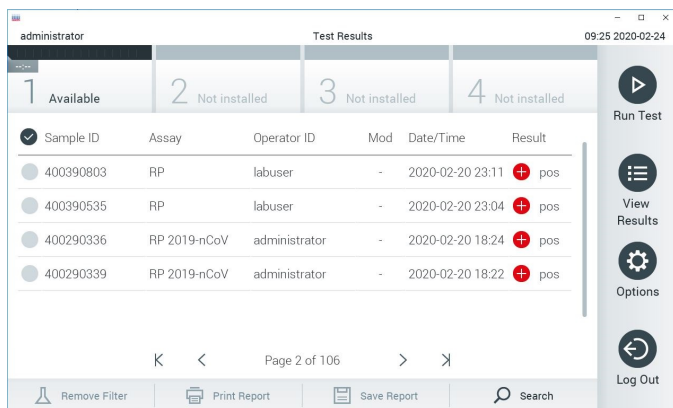 administrator Test Results 09:25 2020-02-24
--:--
1 Available 2 Not installed 3 Not installed 4 Not installed
Run Test
Sample ID Assay Operator ID Mod Date/Time Result
400390803 RP labuser - 2020-02-20 23:11 pos
400390535 RP labuser - 2020-02-20 23:04 pos
View
Results
400290336 RP 2019-nCoV administrator - 2020-02-20 18:24 pos
400290339 RP 2019-nCoV administrator - 2020-02-20 18:22 pos
Options
Page 2 of 106
Log Out
Remove Filter Print Report Save Report Search